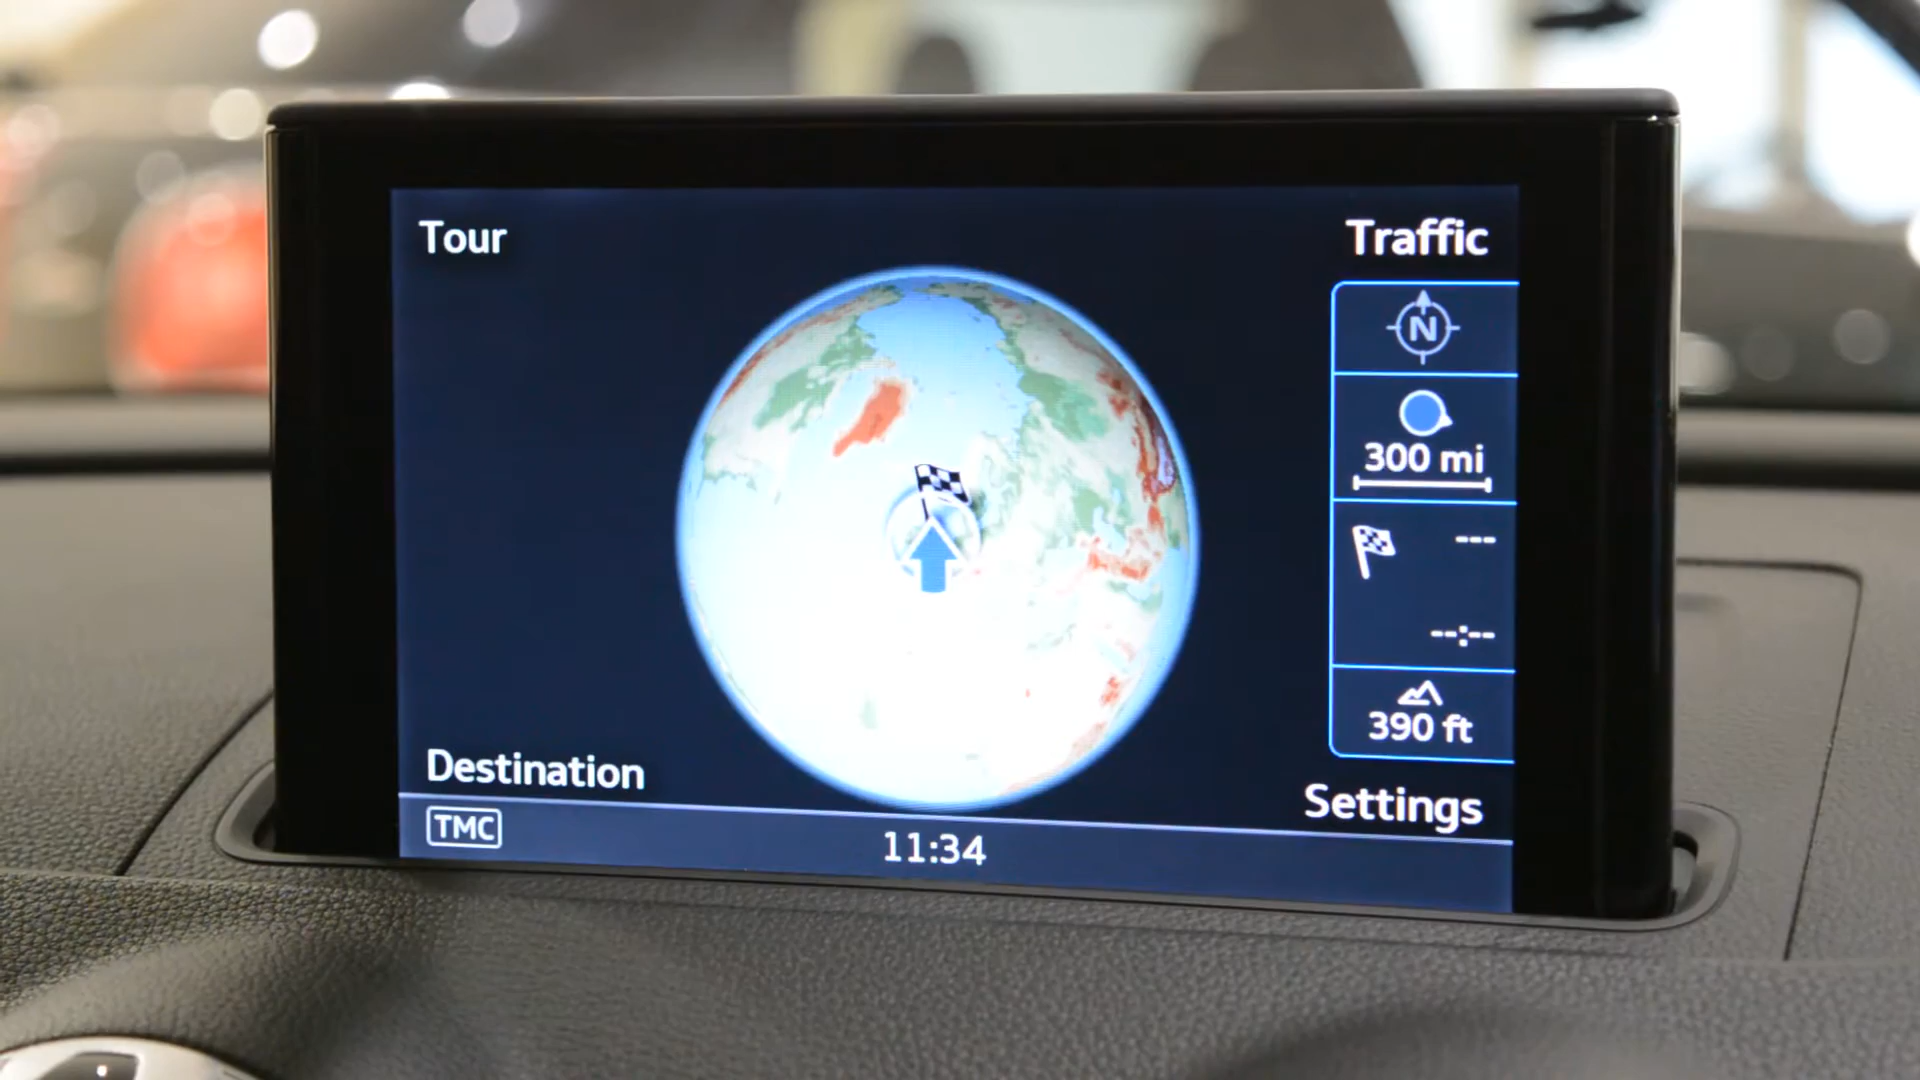 Tour
Traffic
N
300 mi
---
--:--
390 ft
Destination
Settings
TMC
11:34